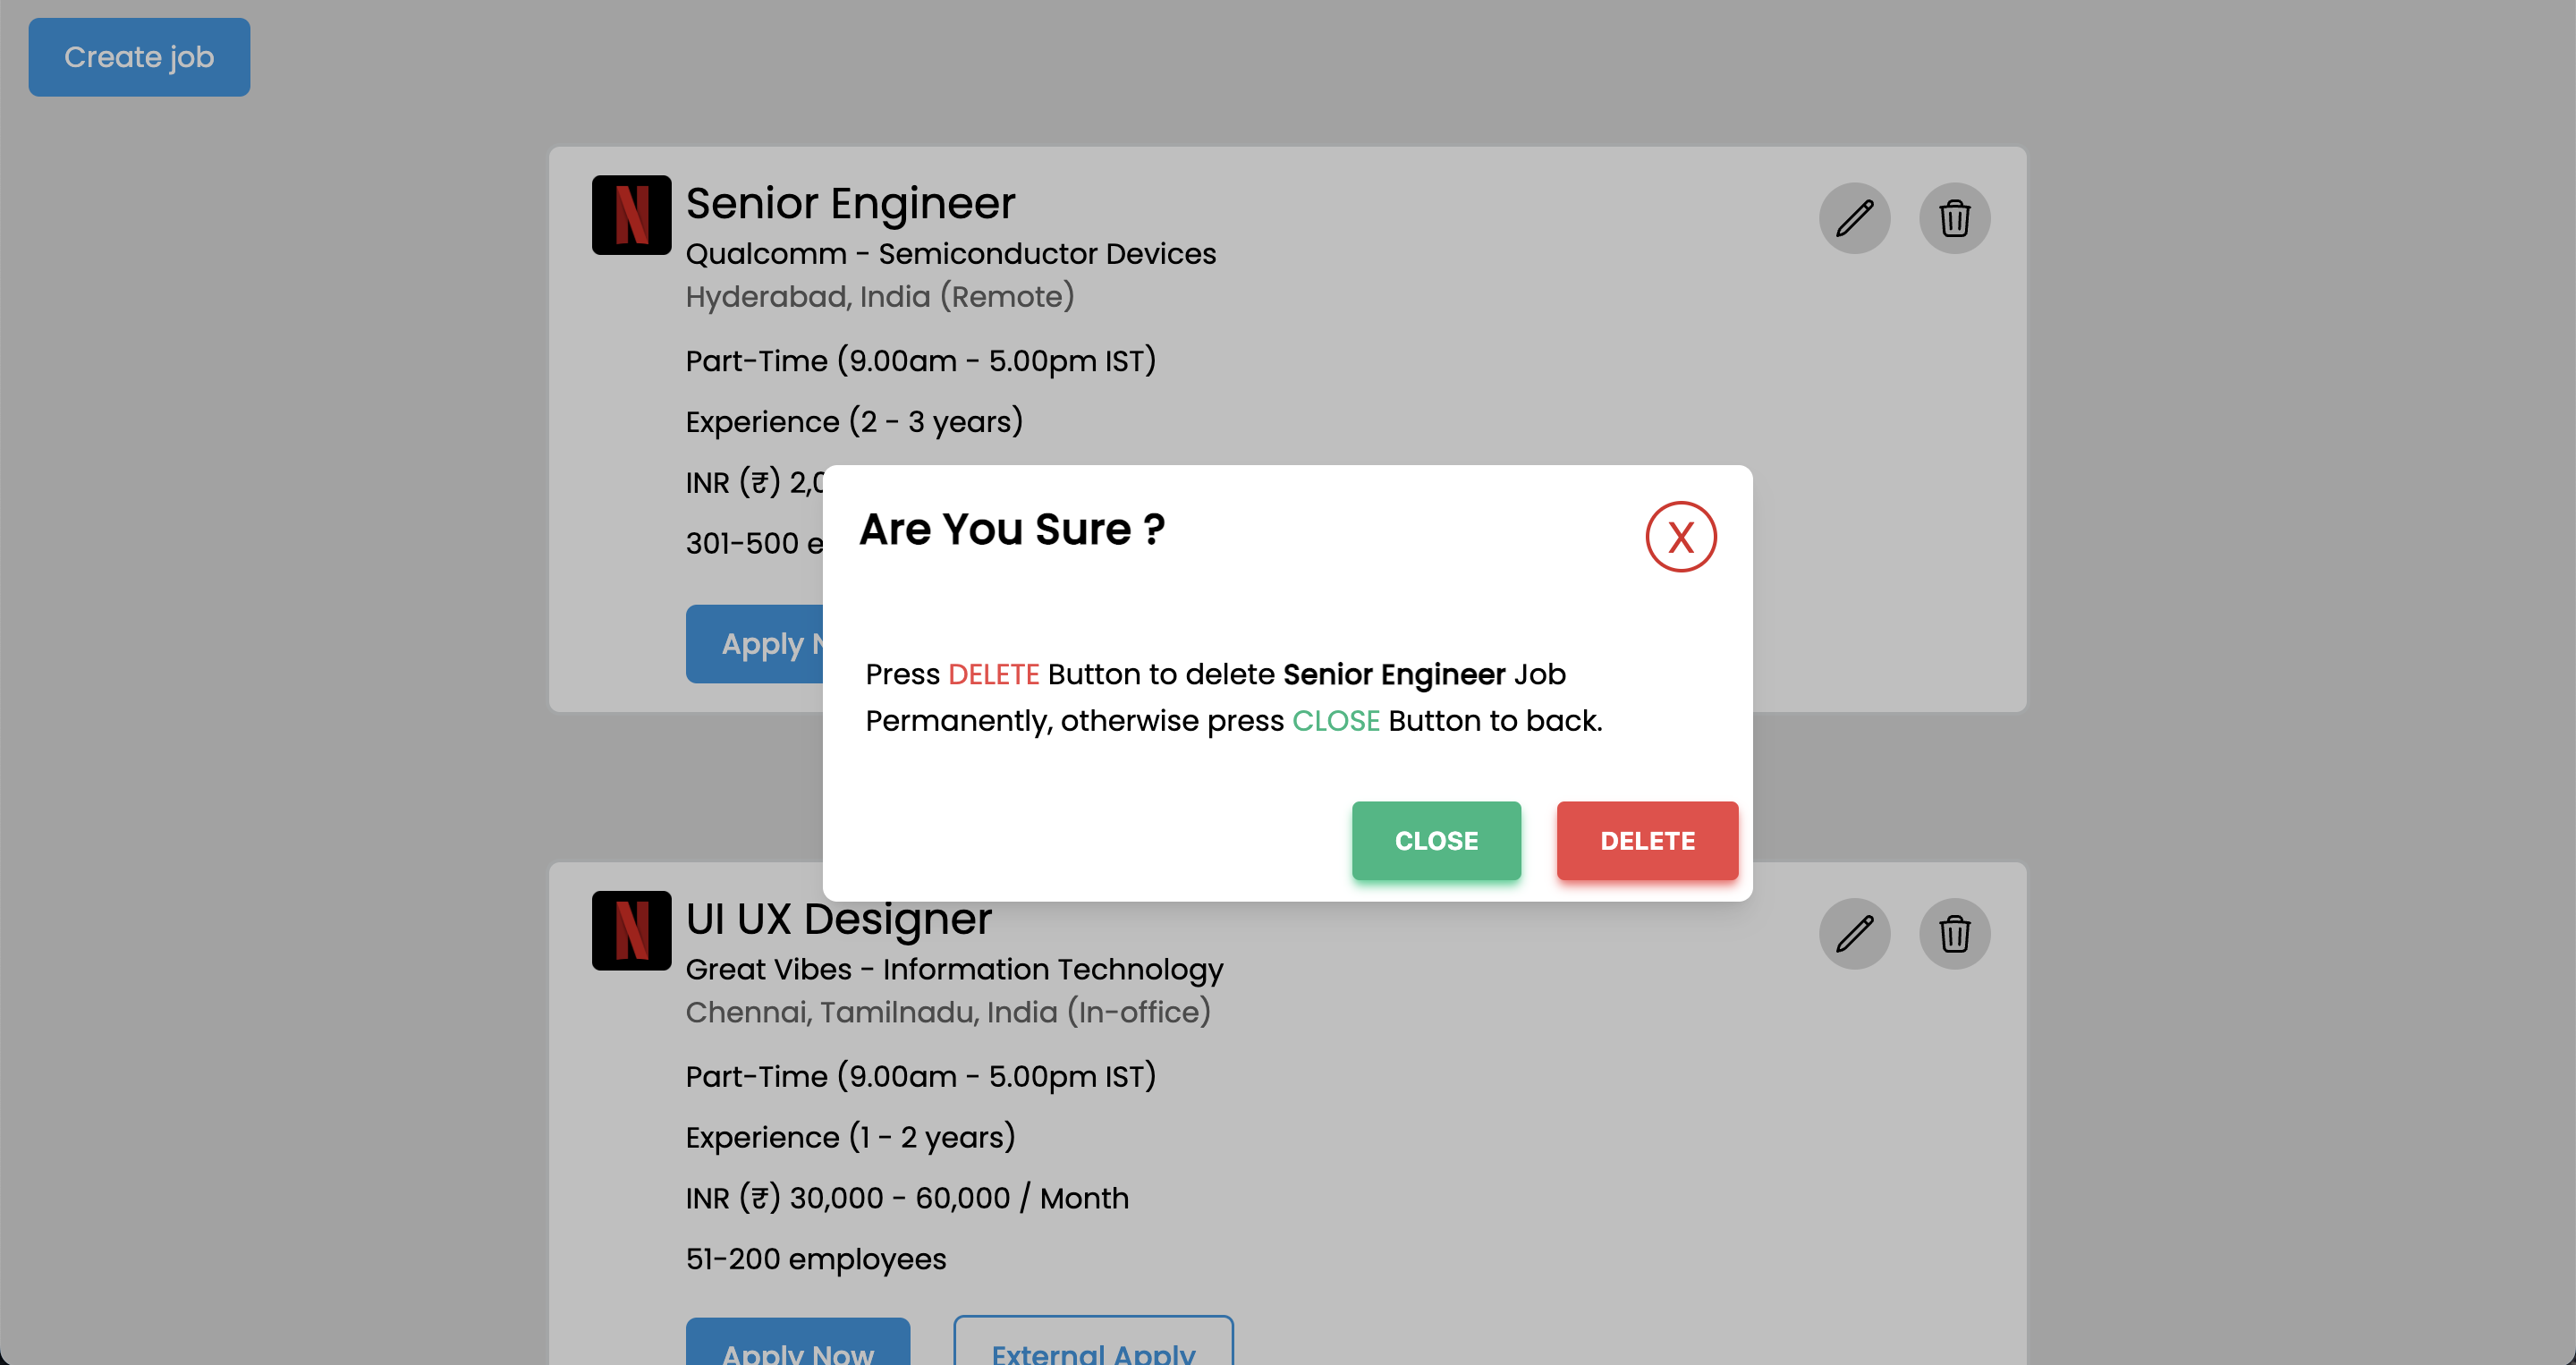 Create job
Senior Engineer
Qualcomm - Semiconductor Devices
Hyderabad, India (Remote)
Part-Time (9.00am - 5.00pm IST)
Experience (2 - 3 years)
INR (₹) 2,0
301-500 e
Apply N
Are You Sure ?
X
Press DELETE Button to delete Senior Engineer Job
Permanently, otherwise press CLOSE Button to back.
CLOSE
DELETE
UI UX Designer
Great Vibes - Information Technology
Chennai, Tamilnadu, India (In-office)
Part-Time (9.00am - 5.00pm IST)
Experience (1 - 2 years)
INR (₹) 30,000 - 60,000 / Month
51-200 employees
Apply Now
External Apply